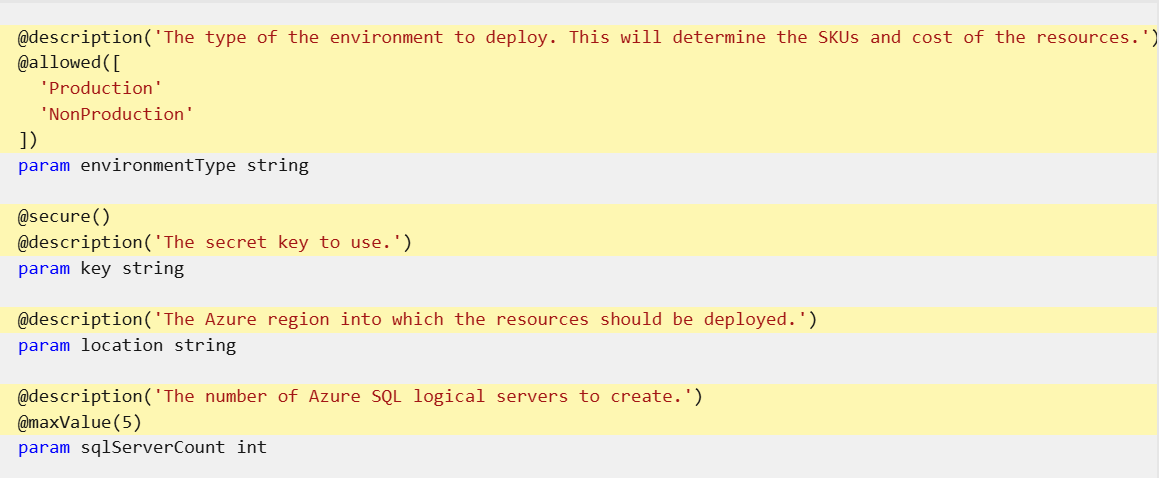 @description('The type of the environment to deploy. This will determine the SKUs and cost of the resources.')
@allowed([
  'Production'
  'NonProduction'
])
param environmentType string

@secure()
@description('The secret key to use.')
param key string

@description('The Azure region into which the resources should be deployed.')
param location string

@description('The number of Azure SQL logical servers to create.')
@maxValue(5)
param sqlServerCount int